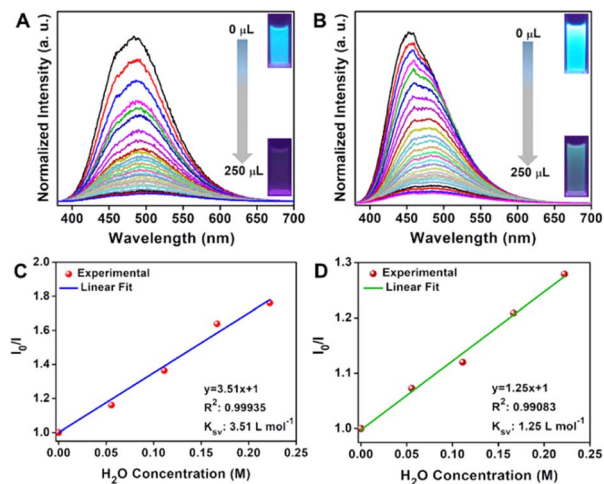 A
0 μL
250 μL
Normalized Intensity (a. u.)
400 450 500 550 600 650 700
Wavelength (nm)
B
0 μL
250 μL
Normalized Intensity (a. u.)
400 450 500 550 600 650 700
Wavelength (nm)
C
Experimental
Linear Fit
y=3.51x+1
R²: 0.99935
Kₛᵥ: 3.51 L mol⁻¹
I₀/I
2.0
1.8
1.6
1.4
1.2
1.0
0.00 0.05 0.10 0.15 0.20 0.25
H₂O Concentration (M)
D
Experimental
Linear Fit
y=1.25x+1
R²: 0.99083
Kₛᵥ: 1.25 L mol⁻¹
I₀/I
1.3
1.2
1.1
1.0
0.00 0.05 0.10 0.15 0.20 0.25
H₂O Concentration (M)